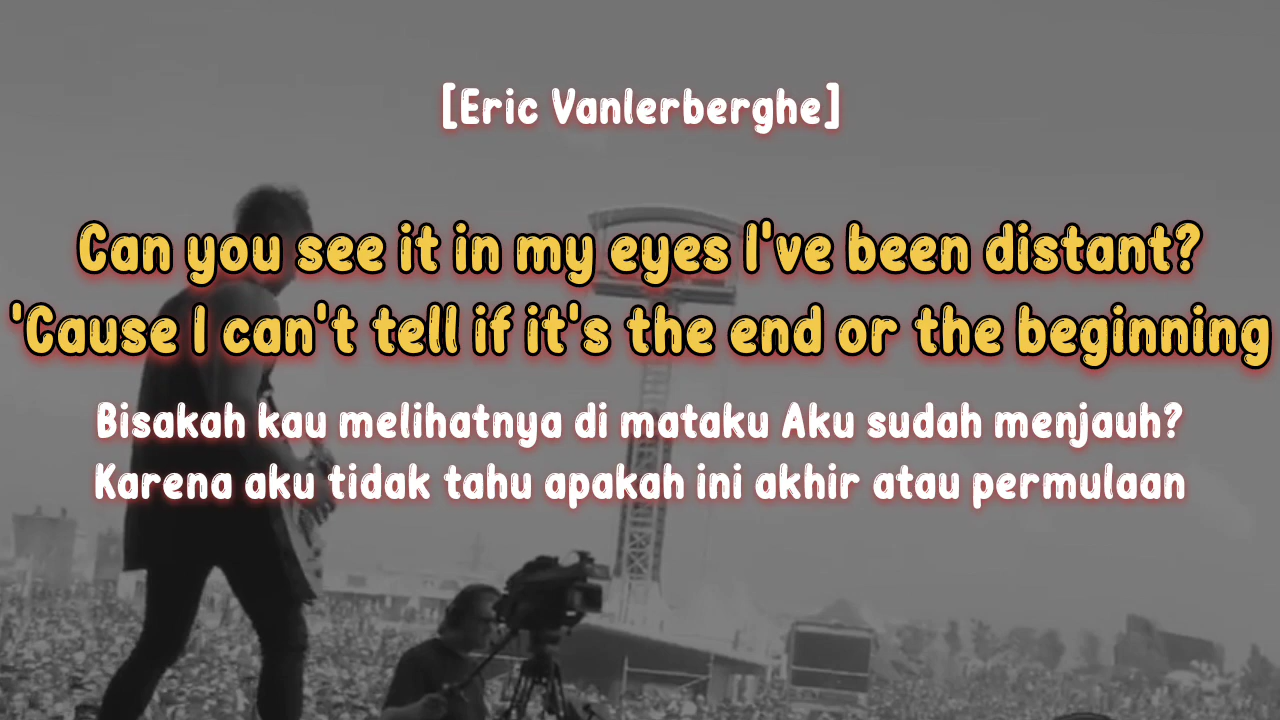 [Eric Vanlerberghe]
Can you see it in my eyes I've been distant?
'Cause I can't tell if it's the end or the beginning
Bisakah kau melihatnya di mataku Aku sudah menjauh?
Karena aku tidak tahu apakah ini akhir atau permulaan